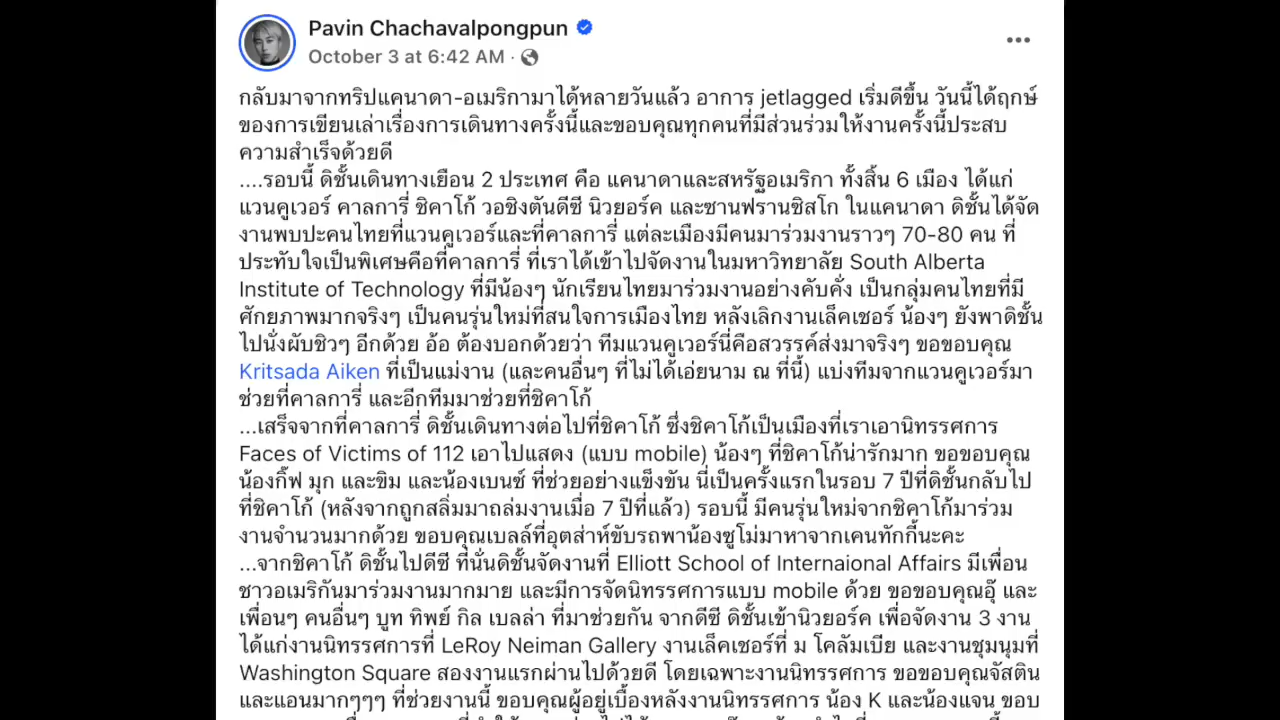 Pavin Chachavalpongpun
October 3 at 6:42 AM ·
กลับมาจากทริปแคนาดา-อเมริกามาได้หลายวันแล้ว อาการ jetlagged เริ่มดีขึ้น วันนี้ได้ฤกษ์
ของการเขียนเล่าเรื่องการเดินทางครั้งนี้และขอบคุณทุกคนที่มีส่วนร่วมให้งานครั้งนี้ประสบ
ความสำเร็จด้วยดี
....รอบนี้ ดิชั้นเดินทางเยือน 2 ประเทศ คือ แคนาดาและสหรัฐอเมริกา ทั้งสิ้น 6 เมือง ได้แก่
แวนคูเวอร์ คาลการี่ ชิคาโก้ วอชิงตันดีซี นิวยอร์ค และซานฟรานซิสโก ในแคนาดา ดิชั้นได้จัด
งานพบปะคนไทยที่แวนคูเวอร์และที่คาลการี่ แต่ละเมืองมีคนมาร่วมงานราวๆ 70-80 คน ที่
ประทับใจเป็นพิเศษคือที่คาลการี่ ที่เราได้เข้าไปจัดงานในมหาวิทยาลัย South Alberta
Institute of Technology ที่มีน้องๆ นักเรียนไทยมาร่วมงานอย่างคับคั่ง เป็นกลุ่มคนไทยที่มี
ศักยภาพมากจริงๆ เป็นคนรุ่นใหม่ที่สนใจการเมืองไทย หลังเลิกงานเล็คเชอร์ น้องๆ ยังพาดิชั้น
ไปนั่งผับชิวๆ อีกด้วย อ้อ ต้องบอกด้วยว่า ทีมแวนคูเวอร์นี่คือสวรรค์ส่งมาจริงๆ ขอขอบคุณ
Kritsada Aiken ที่เป็นแม่งาน (และคนอื่นๆ ที่ไม่ได้เอ่ยนาม ณ ที่นี้) แบ่งทีมจากแวนคูเวอร์มา
ช่วยที่คาลการี่ และอีกทีมมาช่วยที่ชิคาโก้
...เสร็จจากที่คาลการี่ ดิชั้นเดินทางต่อไปที่ชิคาโก้ ซึ่งชิคาโก้เป็นเมืองที่เราเอานิทรรศการ
Faces of Victims of 112 เอาไปแสดง (แบบ mobile) น้องๆ ที่ชิคาโก้น่ารักมาก ขอขอบคุณ
น้องกิ๊ฟ มุก และขิม และน้องเบนซ์ ที่ช่วยอย่างแข็งขัน นี่เป็นครั้งแรกในรอบ 7 ปีที่ดิชั้นกลับไป
ที่ชิคาโก้ (หลังจากถูกสลิ่มมาถล่มงานเมื่อ 7 ปีที่แล้ว) รอบนี้ มีคนรุ่นใหม่จากชิคาโก้มาร่วม
งานจำนวนมากด้วย ขอบคุณเบลล์ที่อุตส่าห์ขับรถพาน้องซูโม่มาหาจากเคนทักกี้นะคะ
...จากชิคาโก้ ดิชั้นไปดีซี ที่นั่นดิชั้นจัดงานที่ Elliott School of Internaional Affairs มีเพื่อน
ชาวอเมริกันมาร่วมงานมากมาย และมีการจัดนิทรรศการแบบ mobile ด้วย ขอขอบคุณอุ๊ และ
เพื่อนๆ คนอื่นๆ บูท ทิพย์ กิล เบลล่า ที่มาช่วยกัน จากดีซี ดิชั้นเข้านิวยอร์ค เพื่อจัดงาน 3 งาน
ได้แก่งานนิทรรศการที่ LeRoy Neiman Gallery งานเล็คเชอร์ที่ ม โคลัมเบีย และงานชุมนุมที่
Washington Square สองงานแรกผ่านไปด้วยดี โดยเฉพาะงานนิทรรศการ ขอขอบคุณจัสติน
และแอนมากๆๆๆ ที่ช่วยงานนี้ ขอบคุณผู้อยู่เบื้องหลังงานนิทรรศการ น้อง K และน้องแจน ขอบ